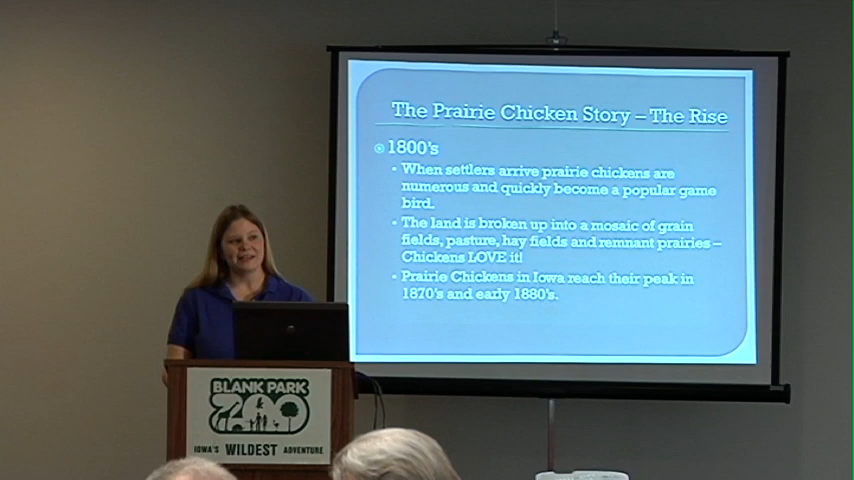 The Prairie Chicken Story – The Rise
1800's
When settlers arrive prairie chickens are
numerous and quickly become a popular game
bird.
The land is broken up into a mosaic of grain
fields, pasture, hay fields and remnant prairies –
Chickens LOVE it!
Prairie Chickens in Iowa reach their peak in
1870's and early 1880's.
BLANK PARK
ZOO
IOWA'S WILDEST ADVENTURE